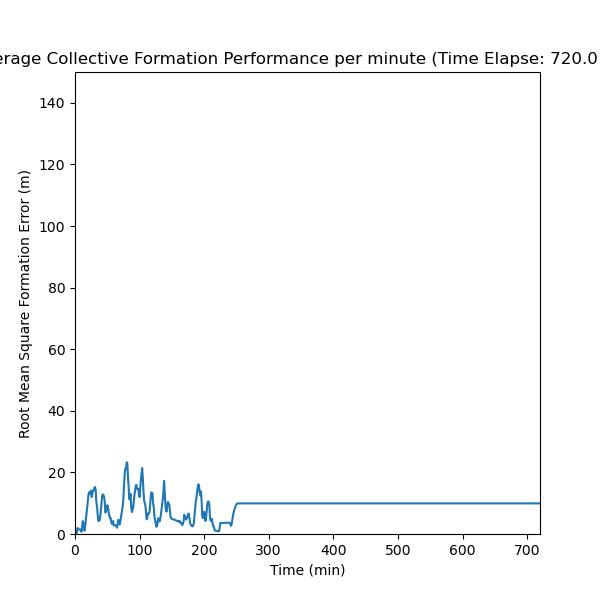 erage Collective Formation Performance per minute (Time Elapse: 720.0
140
120
100
80
60
40
20
0
0 100 200 300 400 500 600 700
Root Mean Square Formation Error (m)
Time (min)